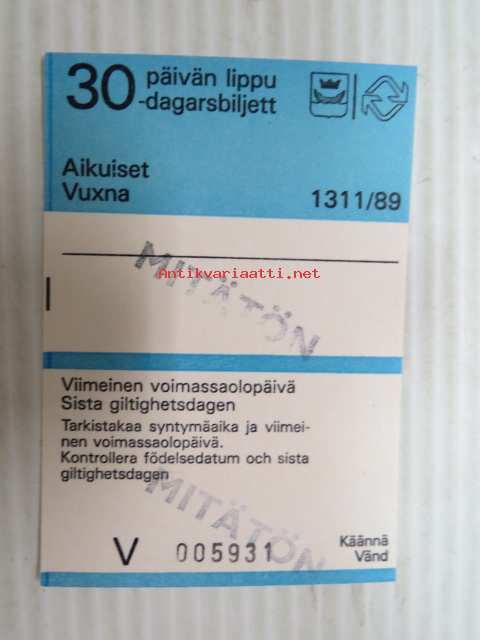 30 päivän lippu
-dagarsbiljett
Aikuiset
Vuxna
1311/89
MITÄTÖN
Antikvariaatti.net
Viimeinen voimassaolopäivä
Sista giltighetsdagen
Tarkistakaa syntymäaika ja viimei-
nen voimassaolopäivä.
Kontrollera födelsedatum och sista
giltighetsdagen
MITÄTÖN
V 005931
Käännä
Vänd